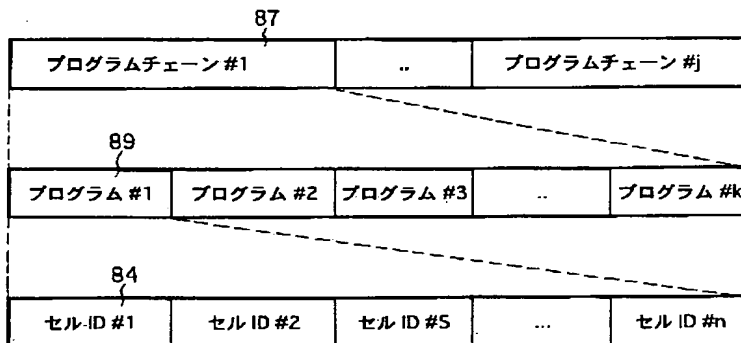 87
プログラムチェーン #1 .. プログラムチェーン #j
89
プログラム #1 プログラム #2 プログラム #3 .. プログラム #k
84
セル ID #1 セル ID #2 セル ID #5 ... セル ID #n